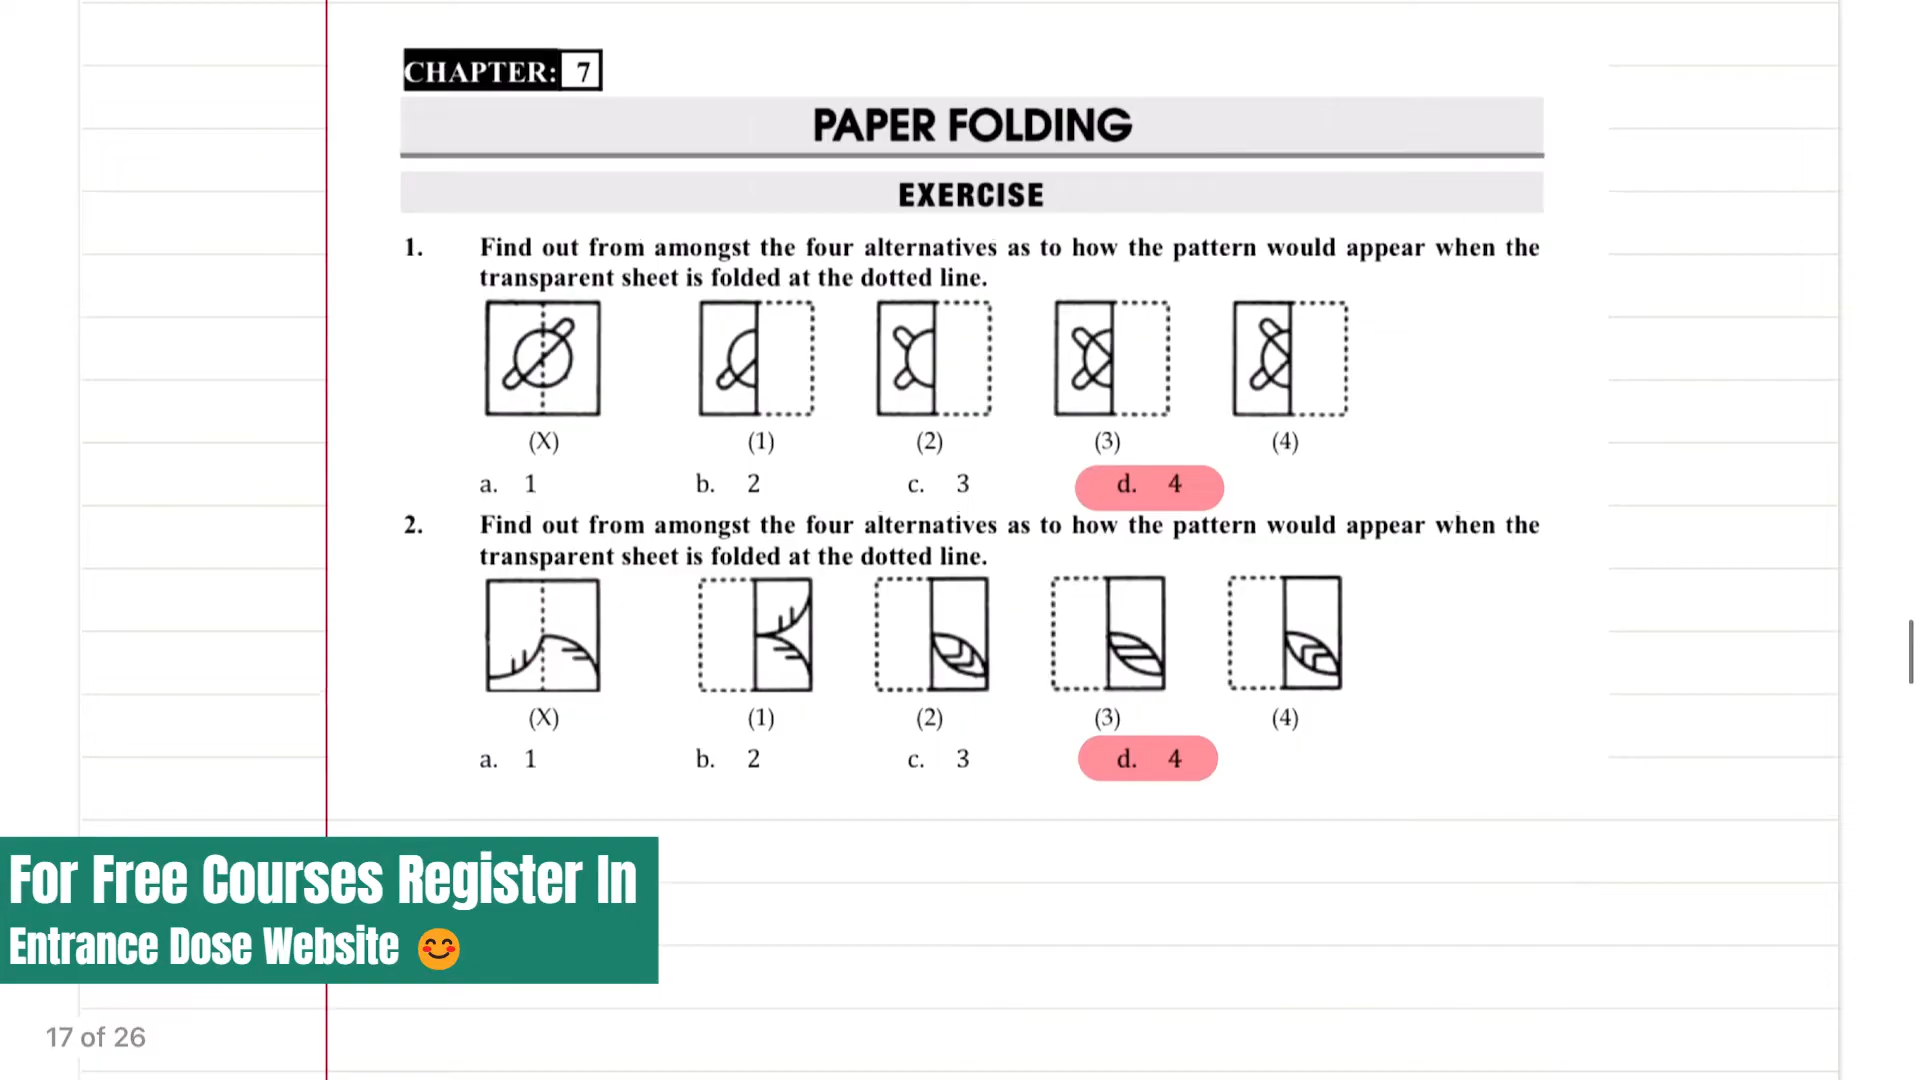 CHAPTER: 7
PAPER FOLDING
EXERCISE
1. Find out from amongst the four alternatives as to how the pattern would appear when the
transparent sheet is folded at the dotted line.
(X) (1) (2) (3) (4)
a. 1 b. 2 c. 3 d. 4
2. Find out from amongst the four alternatives as to how the pattern would appear when the
transparent sheet is folded at the dotted line.
(X) (1) (2) (3) (4)
a. 1 b. 2 c. 3 d. 4
For Free Courses Register In
Entrance Dose Website 😊
17 of 26